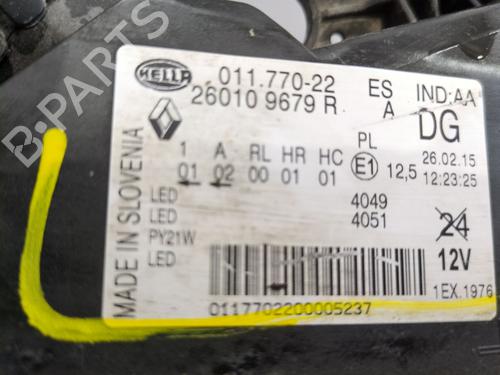 B-PARTS
HELLA 011.770-22 ES IND:AA
260109679 R A DG
PL
1 A RL HR HC E1 12,5 26.02.15
01 02 00 01 01 12:23:25
LED 4049
LED 4051 24
PY21W
LED 12V
1EX.1976
0117702200005237
MADE IN SLOVENIA